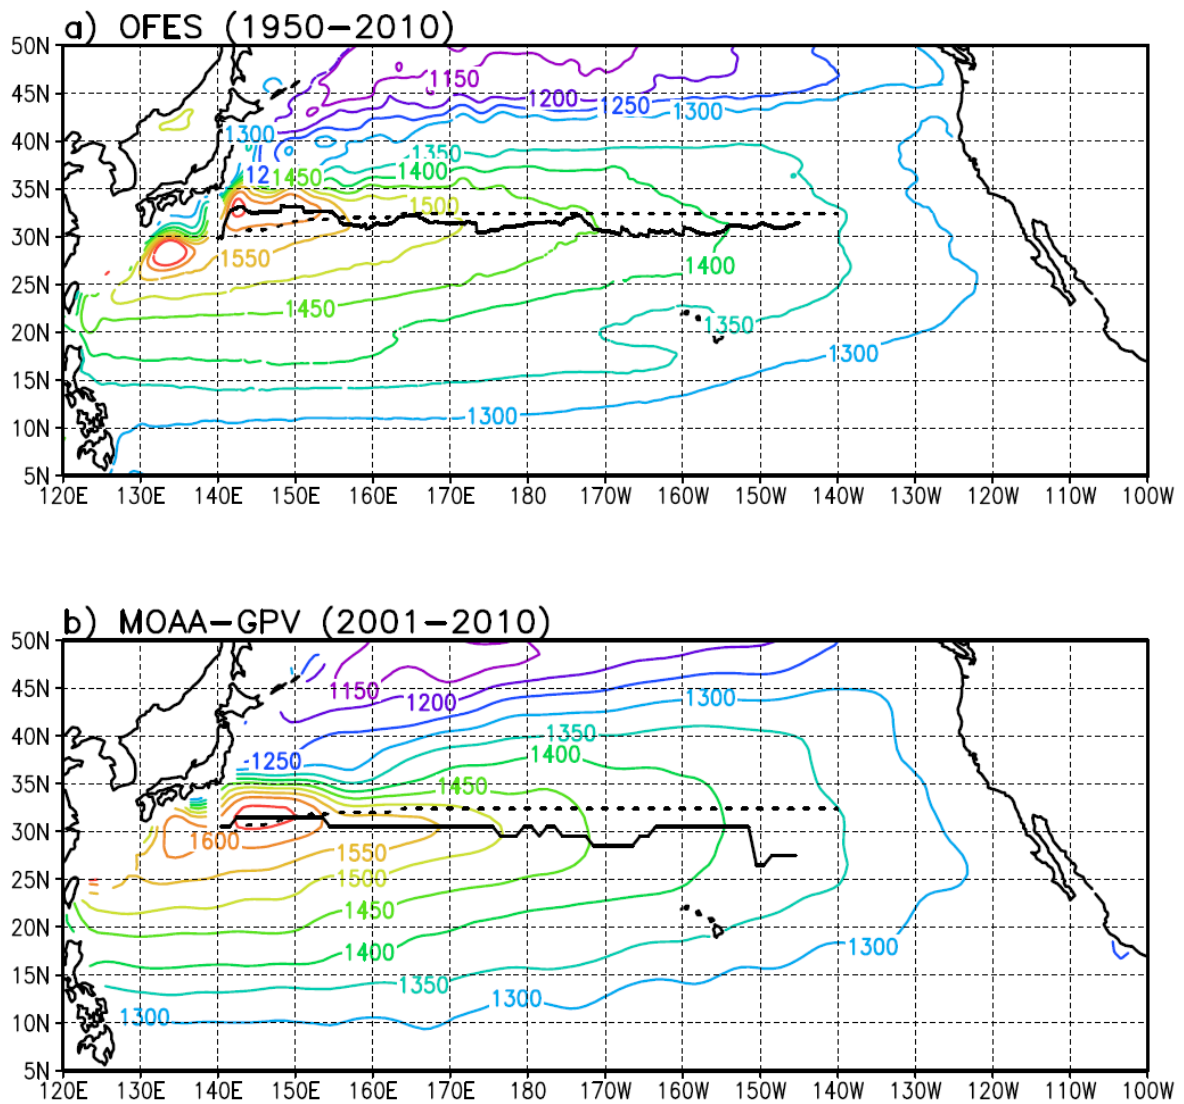 a) OFES (1950−2010)
50N
1150
45N
1200
1250
1300
40N
1300
1350
12
1450
1400
35N
1500
30N
1550
1400
25N
1450
20N
1350
1300
15N
10N
1300
5N
120E 130E 140E 150E 160E 170E 180 170W 160W 150W 140W 130W 120W 110W 100W
b) MOAA−GPV (2001−2010)
50N
45N
1150
1200
1300
40N
1350
1250
1400
35N
1450
30N
1600
1550
25N
1500
1450
20N
1400
1300
15N
1350
1300
10N
1300
5N
120E 130E 140E 150E 160E 170E 180 170W 160W 150W 140W 130W 120W 110W 100W